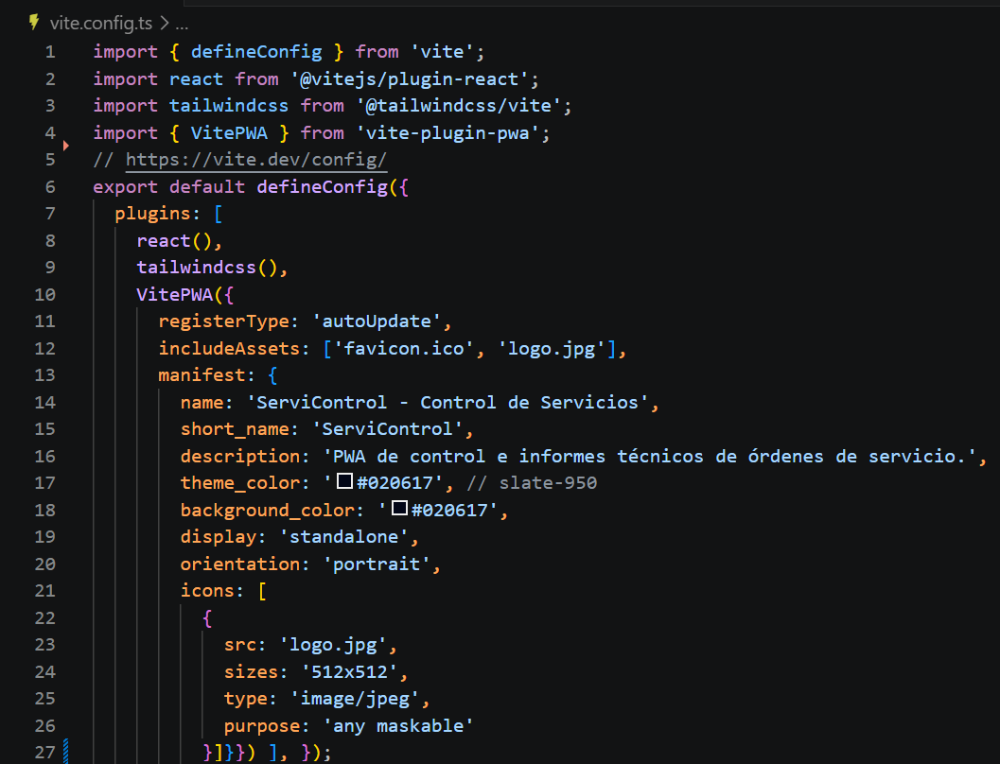 vite.config.ts > ...
1 import { defineConfig } from 'vite';
2 import react from '@vitejs/plugin-react';
3 import tailwindcss from '@tailwindcss/vite';
4 import { VitePWA } from 'vite-plugin-pwa';
5 // https://vite.dev/config/
6 export default defineConfig({
7   plugins: [
8     react(),
9     tailwindcss(),
10     VitePWA({
11       registerType: 'autoUpdate',
12       includeAssets: ['favicon.ico', 'logo.jpg'],
13       manifest: {
14         name: 'ServiControl - Control de Servicios',
15         short_name: 'ServiControl',
16         description: 'PWA de control e informes técnicos de órdenes de servicio.',
17         theme_color: '#020617', // slate-950
18         background_color: '#020617',
19         display: 'standalone',
20         orientation: 'portrait',
21         icons: [
22           {
23             src: 'logo.jpg',
24             sizes: '512x512',
25             type: 'image/jpeg',
26             purpose: 'any maskable'
27           }]}}) ], });